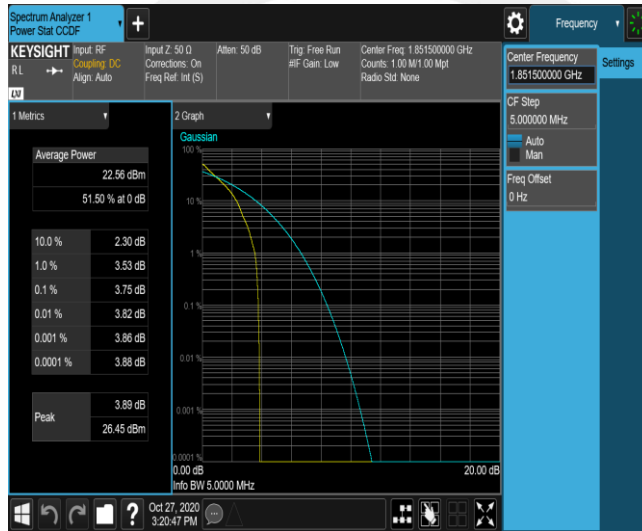 Spectrum Analyzer 1
Power Stat CCDF
+
Frequency
KEYSIGHT
RL
LXI
Input: RF
Coupling: DC
Align: Auto
Input Z: 50 Ω
Corrections: On
Freq Ref: Int (S)
Atten: 50 dB
Trig: Free Run
#IF Gain: Low
Center Freq: 1.851500000 GHz
Counts: 1.00 M/1.00 Mpt
Radio Std: None
Center Frequency
1.851500000 GHz
Settings
CF Step
5.000000 MHz
Auto
Man
Freq Offset
0 Hz
1 Metrics
Average Power
22.56 dBm
51.50 % at 0 dB
10.0 % 2.30 dB
1.0 % 3.53 dB
0.1 % 3.75 dB
0.01 % 3.82 dB
0.001 % 3.86 dB
0.0001 % 3.88 dB
Peak
3.89 dB
26.45 dBm
2 Graph
Gaussian
100 %
10 %
1 %
0.1 %
0.01 %
0.001 %
0.0001 %
0.00 dB 20.00 dB
Info BW 5.0000 MHz
?
Oct 27, 2020
3:20:47 PM